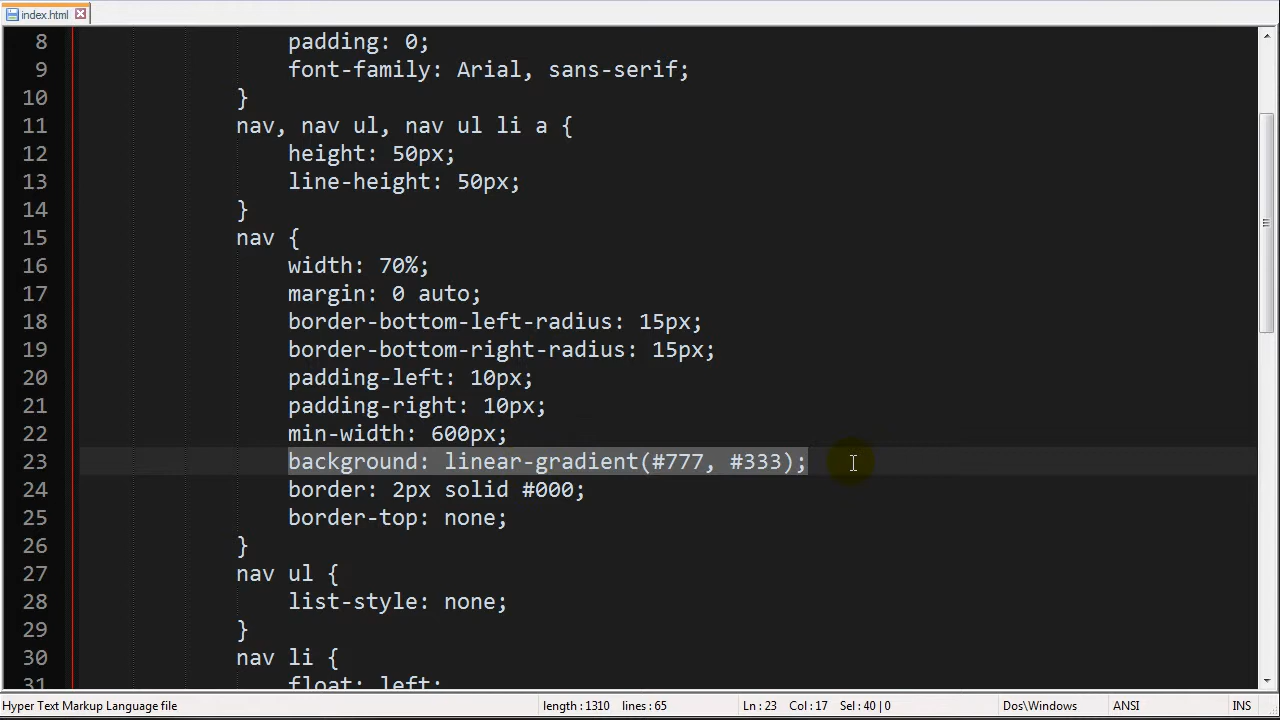 index.html
8 padding: 0;
9 font-family: Arial, sans-serif;
10 }
11 nav, nav ul, nav ul li a {
12 height: 50px;
13 line-height: 50px;
14 }
15 nav {
16 width: 70%;
17 margin: 0 auto;
18 border-bottom-left-radius: 15px;
19 border-bottom-right-radius: 15px;
20 padding-left: 10px;
21 padding-right: 10px;
22 min-width: 600px;
23 background: linear-gradient(#777, #333);
24 border: 2px solid #000;
25 border-top: none;
26 }
27 nav ul {
28 list-style: none;
29 }
30 nav li {
31 float: left;
Hyper Text Markup Language file length : 1310 lines : 65 Ln : 23 Col : 17 Sel : 40 | 0 Dos\Windows ANSI INS